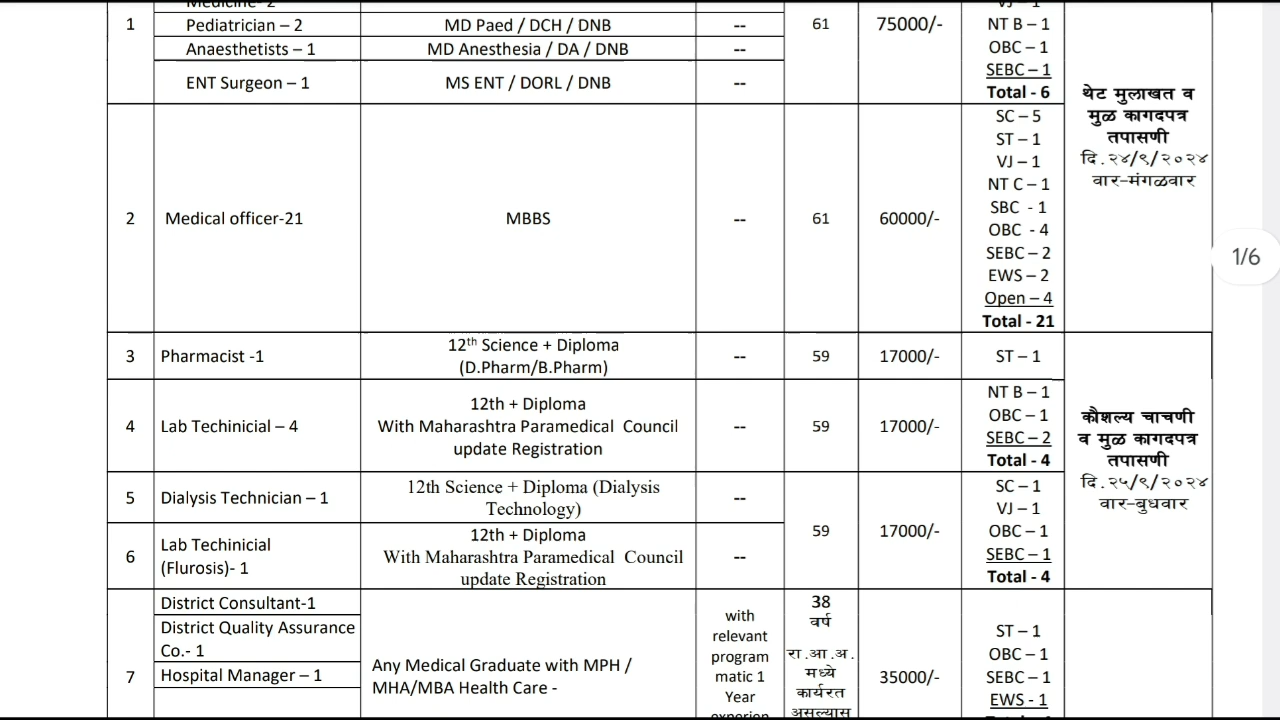 Medicine- 2
1
Pediatrician – 2
MD Paed / DCH / DNB
--
61
75000/-
VJ – 1
NT B – 1
OBC – 1
SEBC – 1
Total - 6
Anaesthetists – 1
MD Anesthesia / DA / DNB
--
ENT Surgeon – 1
MS ENT / DORL / DNB
--
थेट मुलाखत व
मुळ कागदपत्र
तपासणी
दि.२४/९/२०२४
वार-मंगळवार
2
Medical officer-21
MBBS
--
61
60000/-
SC – 5
ST – 1
VJ – 1
NT C – 1
SBC - 1
OBC - 4
SEBC – 2
EWS – 2
Open – 4
Total - 21
1/6
3
Pharmacist -1
12th Science + Diploma
(D.Pharm/B.Pharm)
--
59
17000/-
ST – 1
4
Lab Techinicial – 4
12th + Diploma
With Maharashtra Paramedical Council
update Registration
--
59
17000/-
NT B – 1
OBC – 1
SEBC – 2
Total - 4
कौशल्य चाचणी
व मुळ कागदपत्र
तपासणी
दि.२५/९/२०२४
वार-बुधवार
5
Dialysis Technician – 1
12th Science + Diploma (Dialysis
Technology)
--
59
17000/-
SC – 1
VJ – 1
OBC – 1
SEBC – 1
Total - 4
6
Lab Techinicial
(Flurosis)- 1
12th + Diploma
With Maharashtra Paramedical Council
update Registration
--
7
District Consultant-1
District Quality Assurance
Co.- 1
Hospital Manager – 1
Any Medical Graduate with MPH /
MHA/MBA Health Care -
with
relevant
program
matic 1
Year
experien
38
वर्ष
रा.आ.अ.
मध्ये
कार्यरत
असल्यास
35000/-
ST – 1
OBC – 1
SEBC – 1
EWS - 1